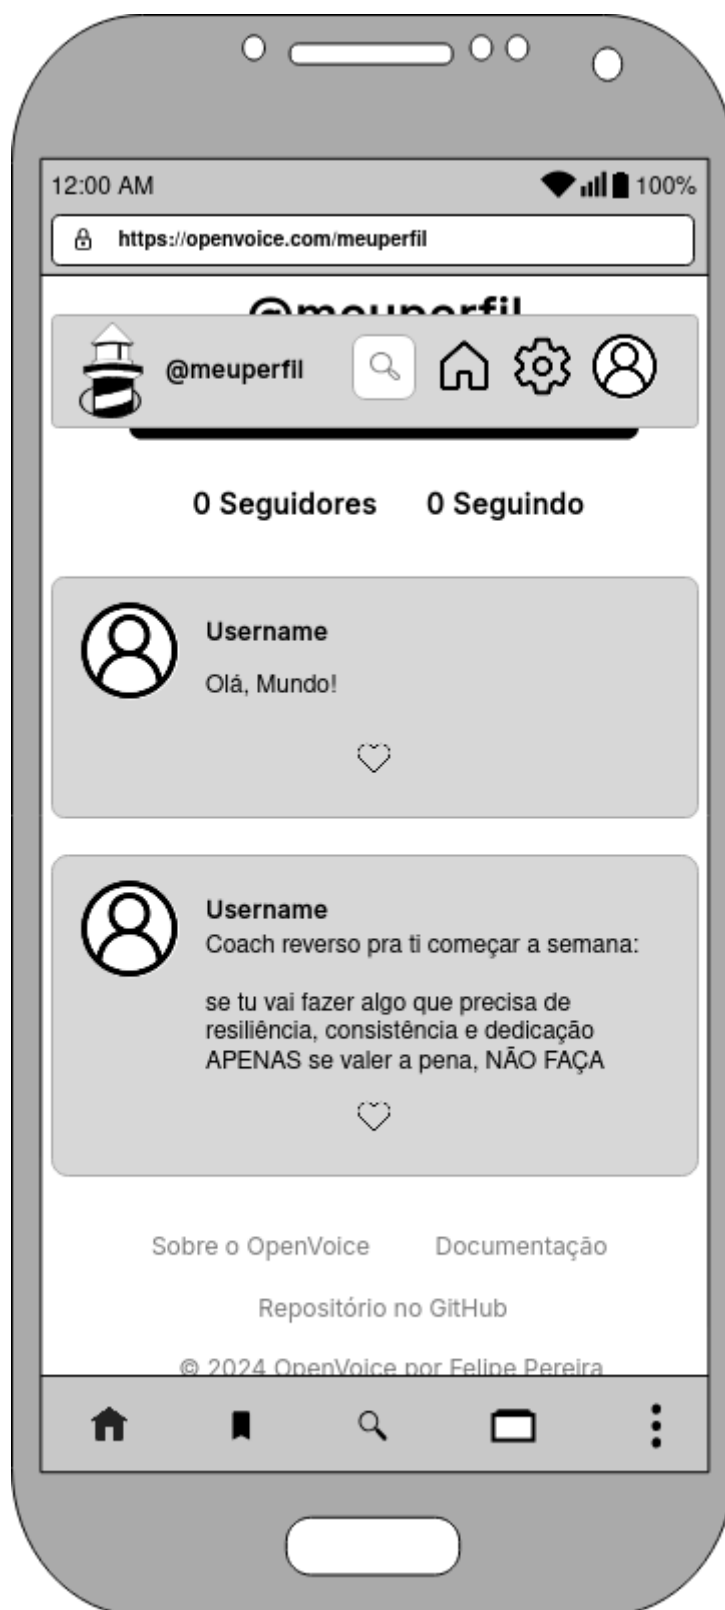 12:00 AM
100%
https://openvoice.com/meuperfil
@meuperfil
@meuperfil
0 Seguidores 0 Seguindo
Username
Olá, Mundo!
Username
Coach reverso pra ti começar a semana:
se tu vai fazer algo que precisa de
resiliência, consistência e dedicação
APENAS se valer a pena, NÃO FAÇA
Sobre o OpenVoice Documentação
Repositório no GitHub
© 2024 OpenVoice por Felipe Pereira